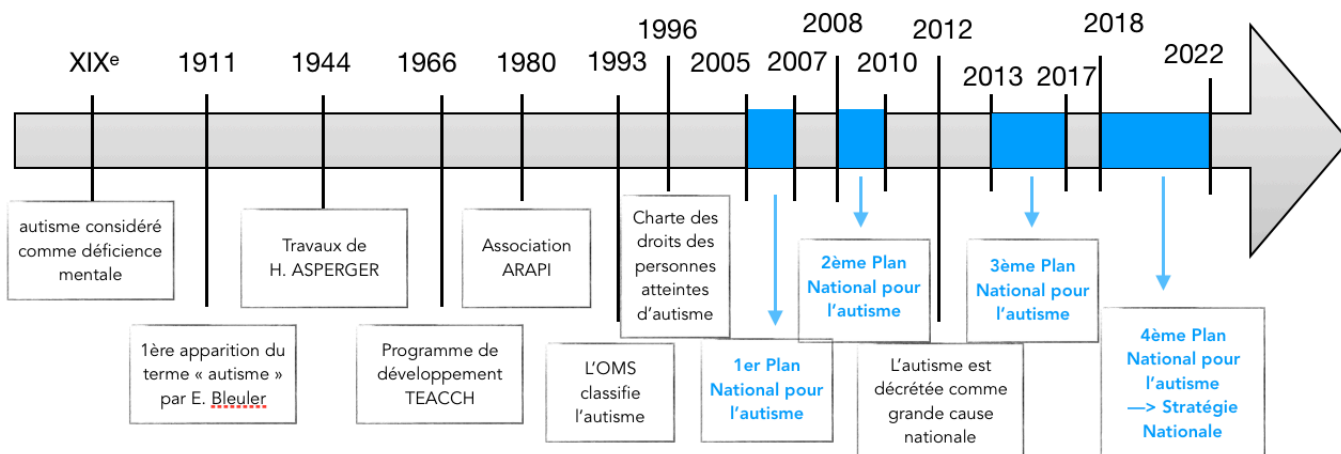 XIXᵉ
1911
1944
1966
1980
1993
1996
2005
2007
2008
2010
2012
2013
2017
2018
2022
autisme considéré
comme déficience
mentale
1ère apparition du
terme « autisme »
par E. Bleuler
Travaux de
H. ASPERGER
Programme de
développement
TEACCH
Association
ARAPI
L’OMS
classifie
l’autisme
Charte des
droits des
personnes
atteintes
d’autisme
1er Plan
National pour
l’autisme
2ème Plan
National pour
l’autisme
L’autisme est
décrétée comme
grande cause
nationale
3ème Plan
National pour
l’autisme
4ème Plan
National pour
l’autisme
—> Stratégie
Nationale